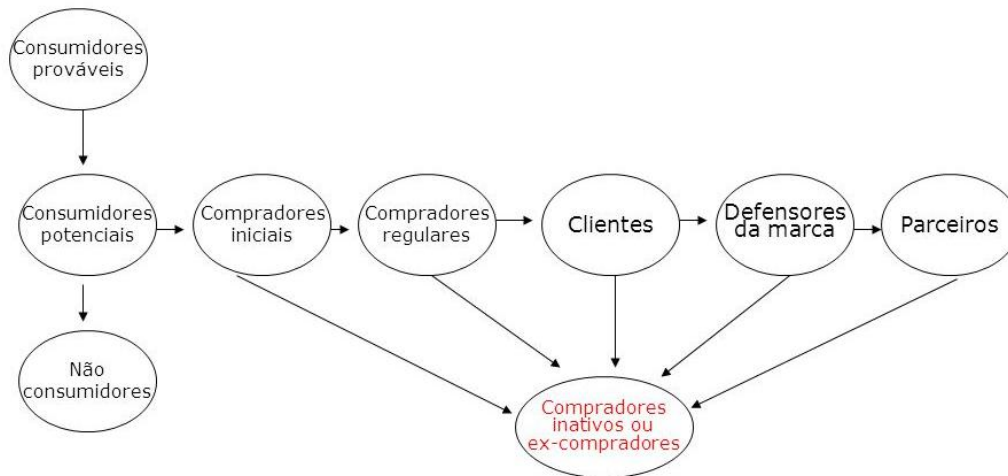 Consumidores
prováveis
Consumidores
potenciais
Compradores
iniciais
Compradores
regulares
Clientes
Defensores
da marca
Parceiros
Não
consumidores
Compradores
inativos ou
ex-compradores